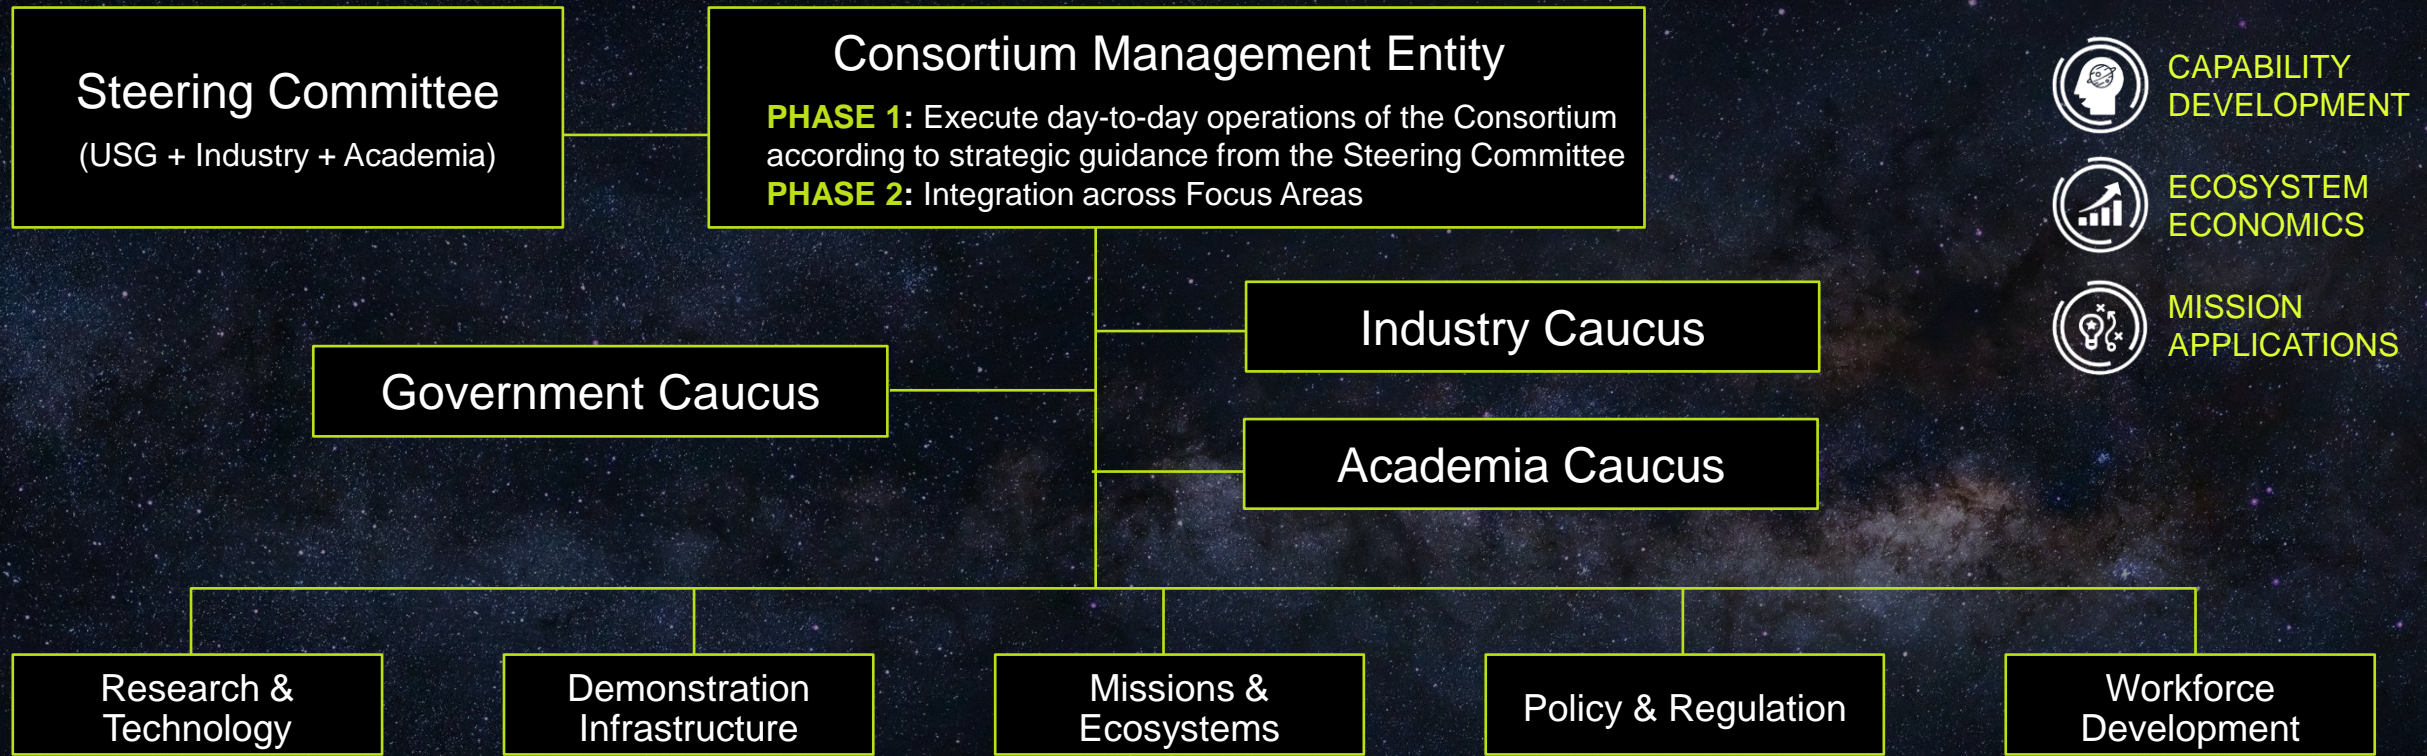 Steering Committee
(USG + Industry + Academia)
Consortium Management Entity
PHASE 1: Execute day-to-day operations of the Consortium
according to strategic guidance from the Steering Committee
PHASE 2: Integration across Focus Areas
CAPABILITY
DEVELOPMENT
ECOSYSTEM
ECONOMICS
MISSION
APPLICATIONS
Industry Caucus
Government Caucus
Academia Caucus
Research &
Technology
Demonstration
Infrastructure
Missions &
Ecosystems
Policy & Regulation
Workforce
Development